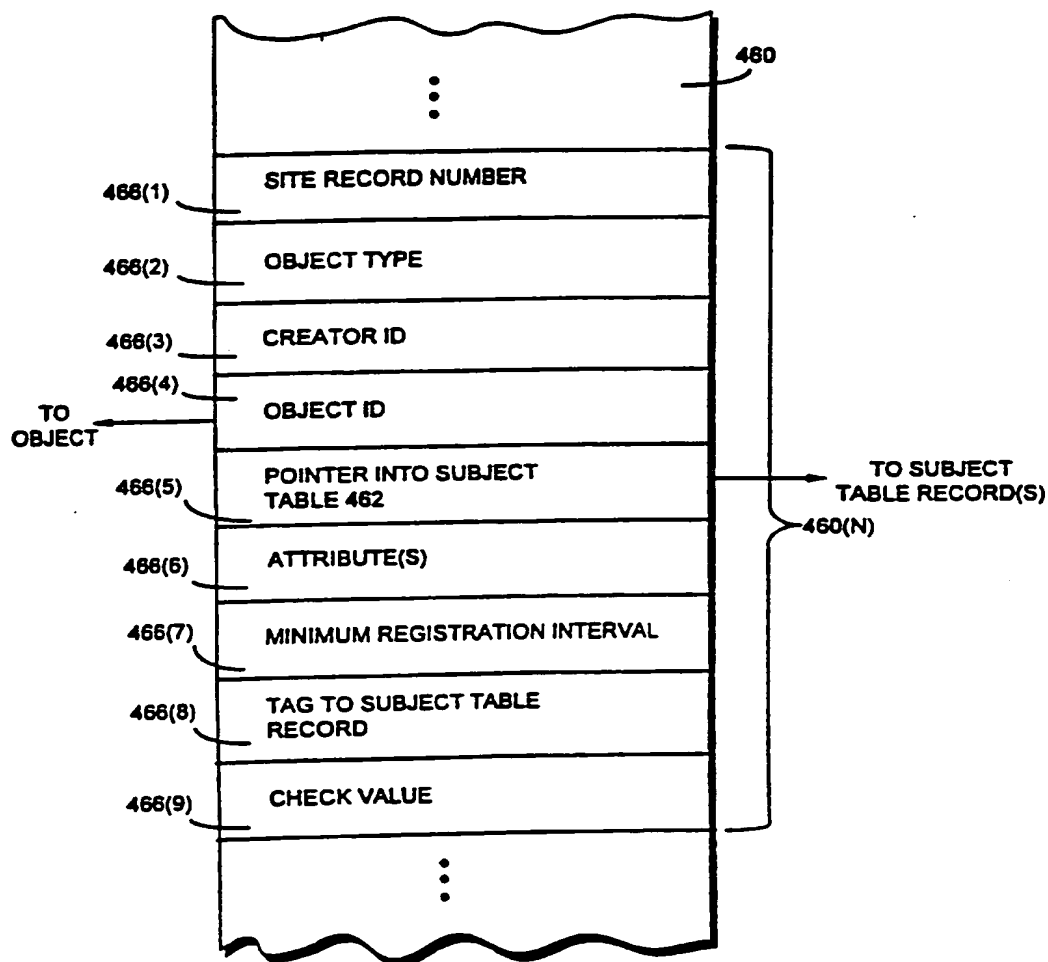 460
466(1)
SITE RECORD NUMBER
466(2)
OBJECT TYPE
466(3)
CREATOR ID
466(4)
OBJECT ID
TO
OBJECT
466(5)
POINTER INTO SUBJECT
TABLE 462
TO SUBJECT
TABLE RECORD(S)
460(N)
466(6)
ATTRIBUTE(S)
466(7)
MINIMUM REGISTRATION INTERVAL
466(8)
TAG TO SUBJECT TABLE
RECORD
466(9)
CHECK VALUE